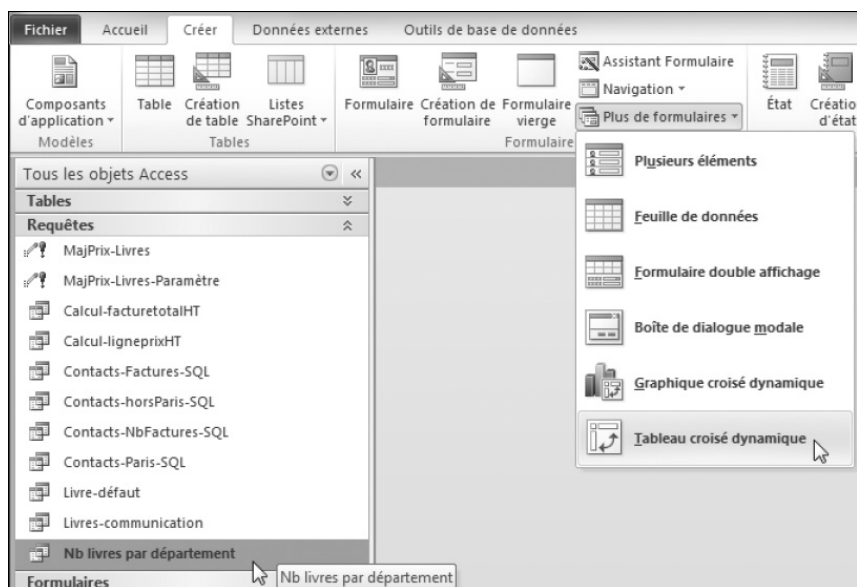 Fichier Accueil Créer Données externes Outils de base de données
Composants d'application
Table
Création de table
Listes SharePoint
Formulaire
Création de formulaire
Formulaire vierge
Assistant Formulaire
Navigation
Plus de formulaires
État
Créatio
d'état
Modèles
Tables
Formulaire
Tous les objets Access
Tables
Requêtes
MajPrix-Livres
MajPrix-Livres-Paramètre
Calcul-facturetotalHT
Calcul-ligneprixHT
Contacts-Factures-SQL
Contacts-horsParis-SQL
Contacts-NbFactures-SQL
Contacts-Paris-SQL
Livre-défaut
Livres-communication
Nb livres par département
Nb livres par département
Formulaires
Plusieurs éléments
Feuille de données
Formulaire double affichage
Boîte de dialogue modale
Graphique croisé dynamique
Tableau croisé dynamique